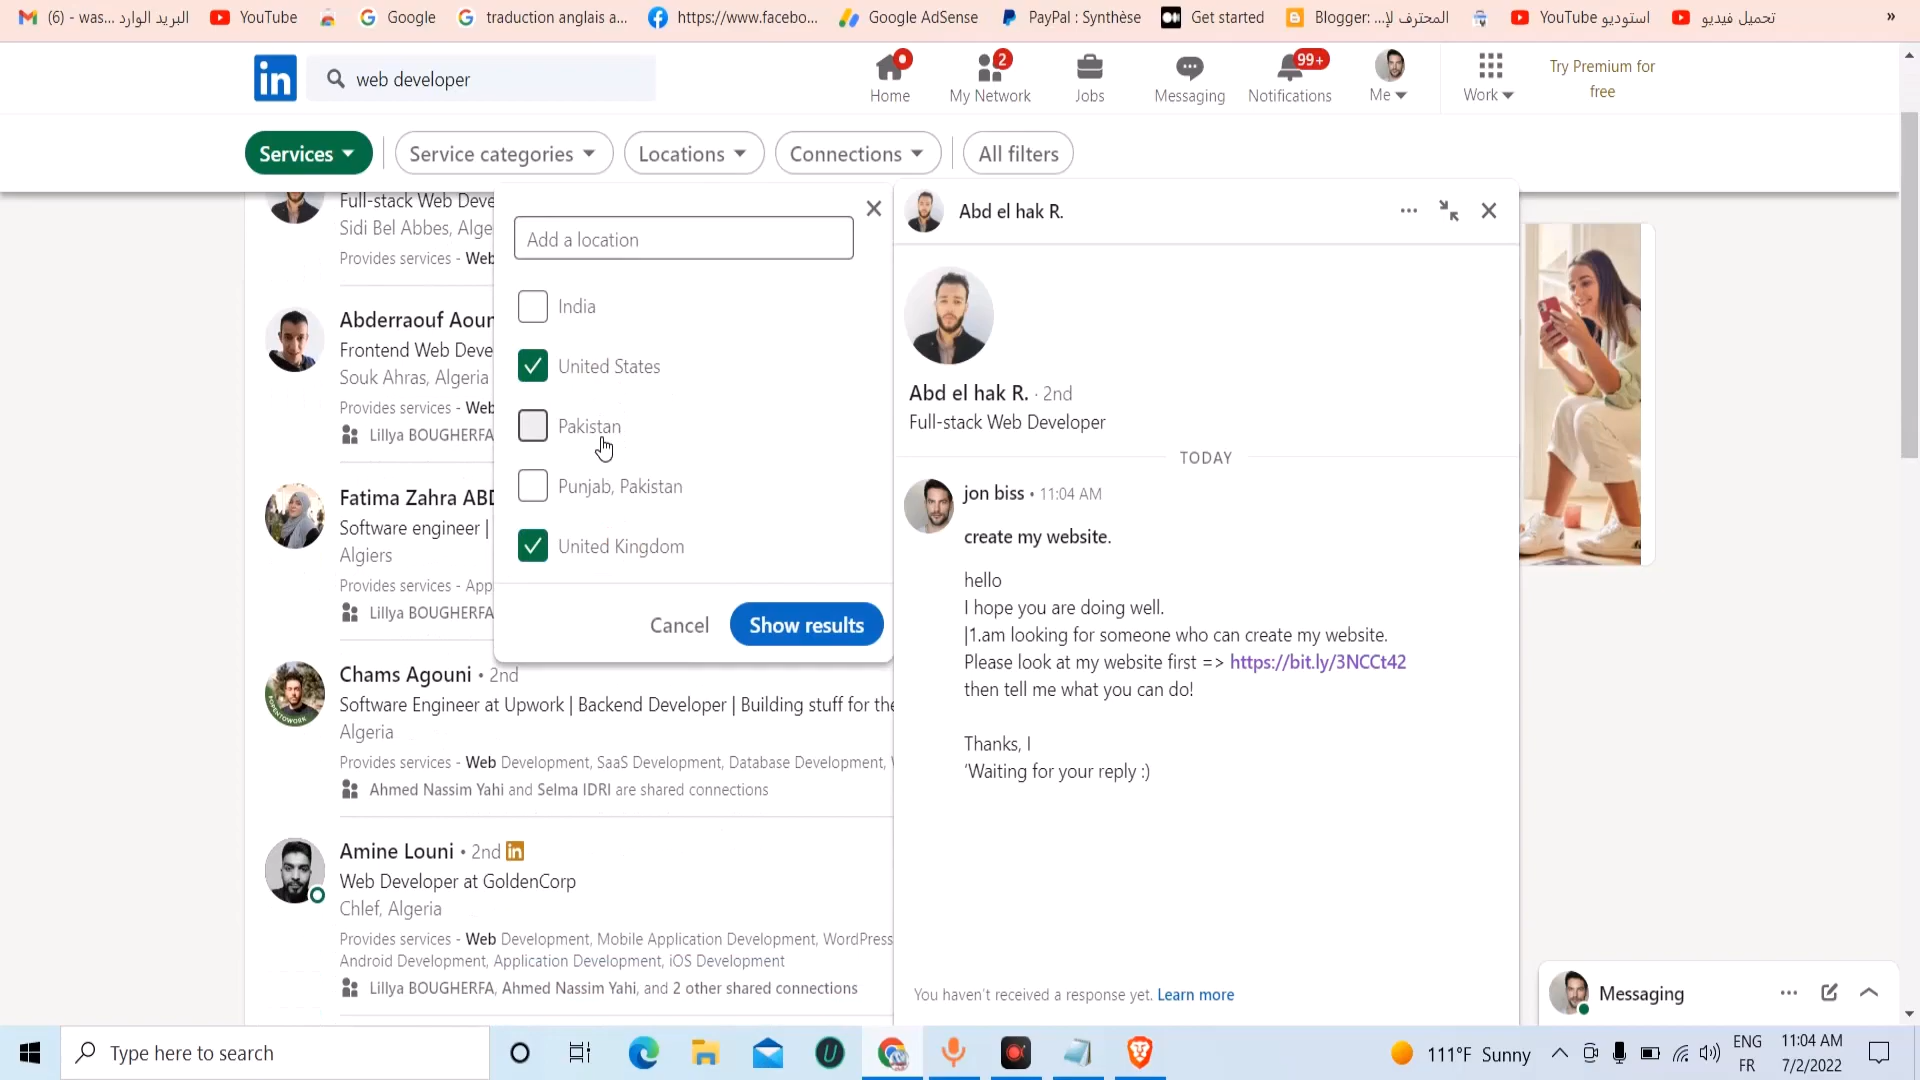 (6) - was... البريد الوارد
YouTube
Google
traduction anglais a...
https://www.facebo...
Google AdSense
PayPal : Synthèse
Get started
Blogger: ...المحترف لإ
YouTube استوديو
تحميل فيديو
»
in
web developer
Home
2
My Network
Jobs
Messaging
99+
Notifications
Me
Work
Try Premium for
free
Services
Service categories
Locations
Connections
All filters
Full-stack Web Deve
Sidi Bel Abbes, Alge
Provides services - Web
Abderraouf Aoun
Frontend Web Deve
Souk Ahras, Algeria
Provides services - Web
Lillya BOUGHERFA
Fatima Zahra ABD
Software engineer |
Algiers
Provides services - App
Lillya BOUGHERFA
Chams Agouni • 2nd
Software Engineer at Upwork | Backend Developer | Building stuff for the
Algeria
Provides services - Web Development, SaaS Development, Database Development, W
Ahmed Nassim Yahi and Selma IDRI are shared connections
Amine Louni • 2nd in
Web Developer at GoldenCorp
Chlef, Algeria
Provides services - Web Development, Mobile Application Development, WordPress
Android Development, Application Development, iOS Development
Lillya BOUGHERFA, Ahmed Nassim Yahi, and 2 other shared connections
Add a location
India
United States
Pakistan
Punjab, Pakistan
United Kingdom
Cancel
Show results
Abd el hak R.
Abd el hak R. · 2nd
Full-stack Web Developer
TODAY
jon biss • 11:04 AM
create my website.
hello
I hope you are doing well.
|1.am looking for someone who can create my website.
Please look at my website first => https://bit.ly/3NCCt42
then tell me what you can do!
Thanks, I
‘Waiting for your reply :)
You haven’t received a response yet. Learn more
Messaging
Type here to search
111°F Sunny
ENG
FR
11:04 AM
7/2/2022